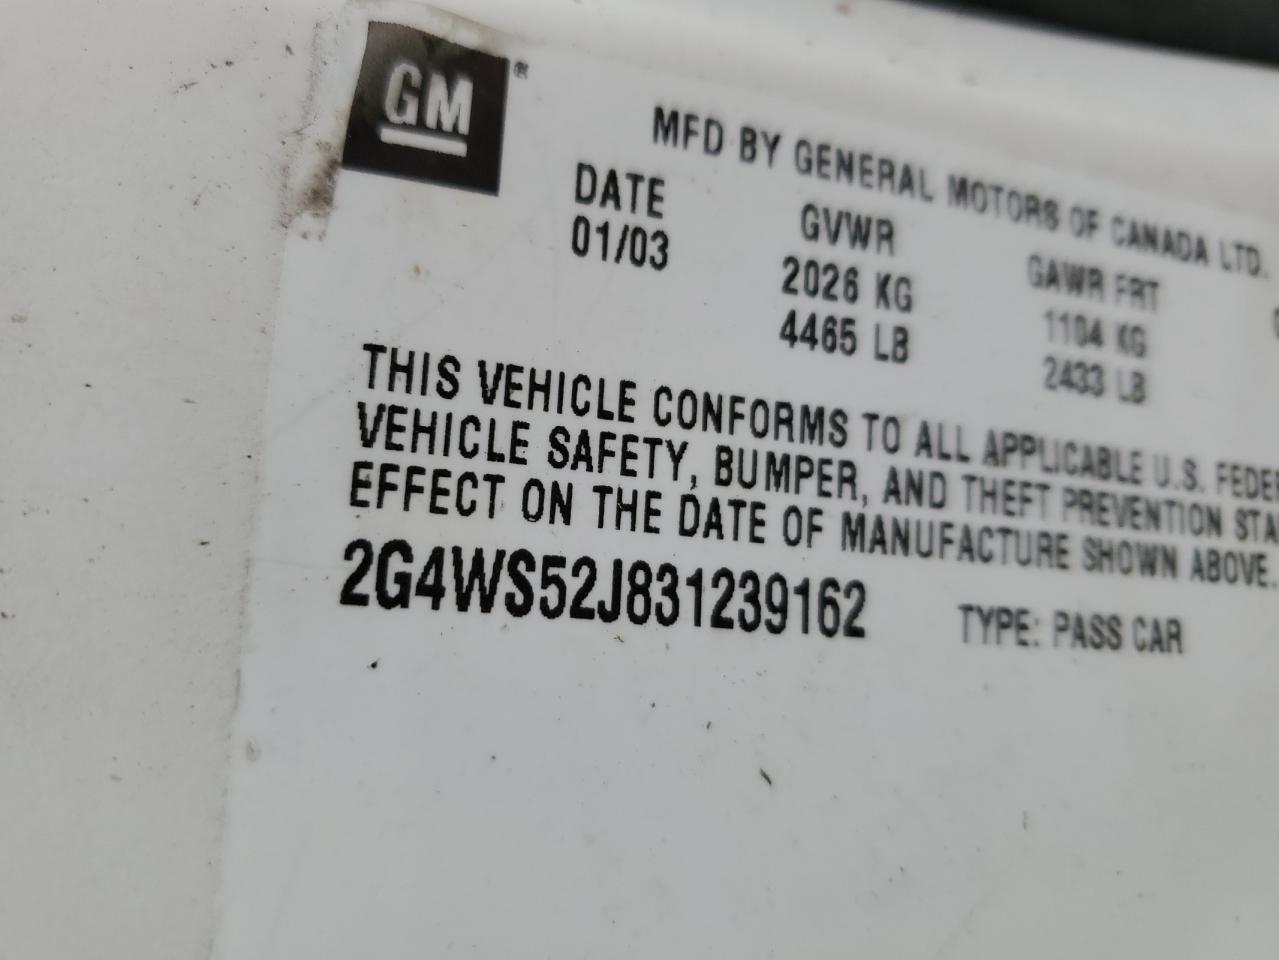 GM®
MFD BY GENERAL MOTORS OF CANADA LTD.
DATE GVWR GAWR FRT
01/03 2026 KG 1104 KG
4465 LB 2433 LB
THIS VEHICLE CONFORMS TO ALL APPLICABLE U.S. FEDER
VEHICLE SAFETY, BUMPER, AND THEFT PREVENTION STA
EFFECT ON THE DATE OF MANUFACTURE SHOWN ABOVE.
2G4WS52J831239162 TYPE: PASS CAR